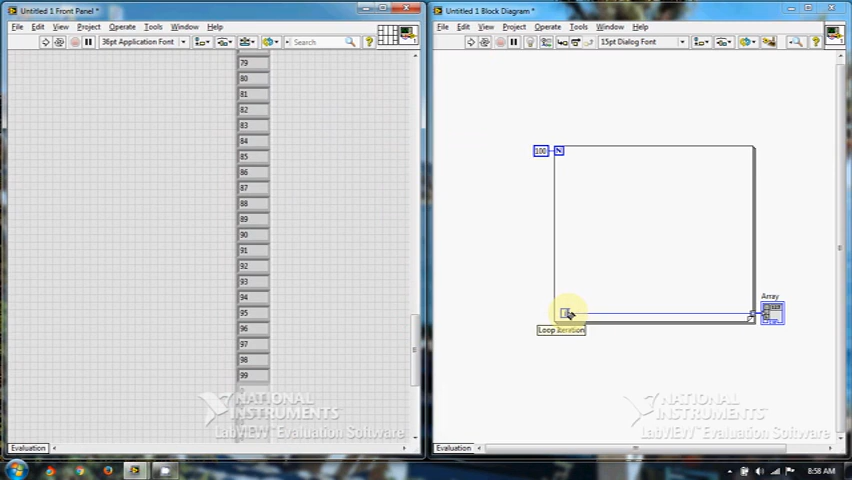 Untitled 1 Front Panel *
File Edit View Project Operate Tools Window Help
36pt Application Font
Search
79
80
81
82
83
84
85
86
87
88
89
90
91
92
93
94
95
96
97
98
99
NATIONAL
INSTRUMENTS
LabVIEW Evaluation Software
Evaluation
Untitled 1 Block Diagram *
File Edit View Project Operate Tools Window Help
15pt Dialog Font
100 N
Array
Loop Iteration
NATIONAL
INSTRUMENTS
LabVIEW Evaluation Software
Evaluation
8:58 AM